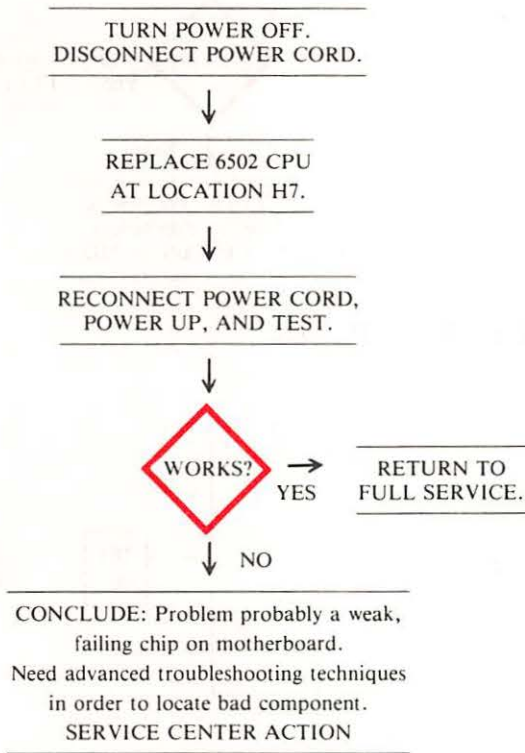 TURN POWER OFF.
DISCONNECT POWER CORD.
REPLACE 6502 CPU
AT LOCATION H7.
RECONNECT POWER CORD,
POWER UP, AND TEST.
WORKS?
YES
RETURN TO
FULL SERVICE.
NO
CONCLUDE: Problem probably a weak,
failing chip on motherboard.
Need advanced troubleshooting techniques
in order to locate bad component.
SERVICE CENTER ACTION